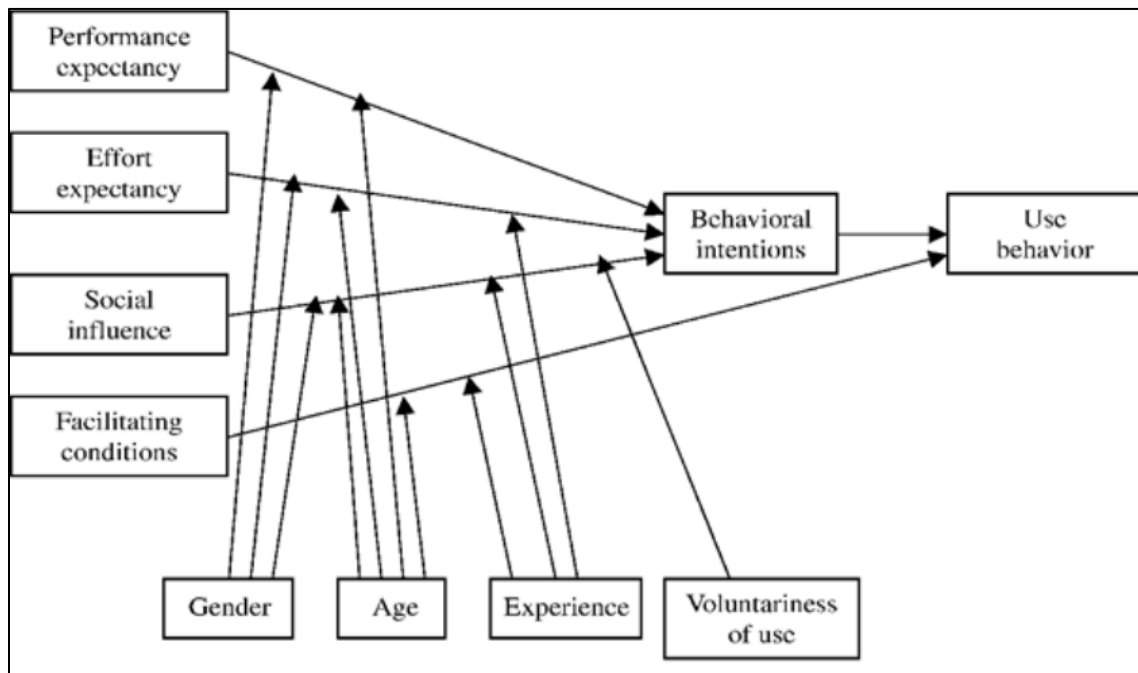 Performance
expectancy
Effort
expectancy
Social
influence
Facilitating
conditions
Behavioral
intentions
Use
behavior
Gender
Age
Experience
Voluntariness
of use